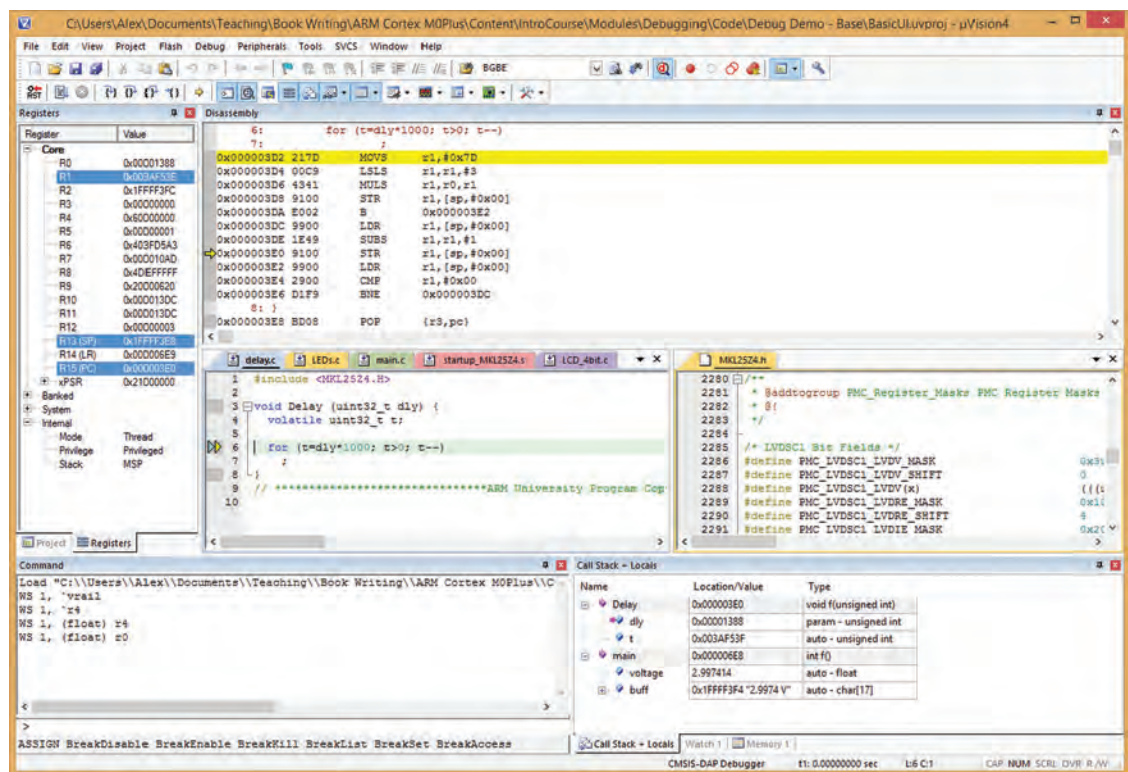 C:\Users\Alex\Documents\Teaching\Book Writing\ARM Cortex M0Plus\Content\IntroCourse\Modules\Debugging\Code\Debug Demo - Base\BasicUI.uvproj - µVision4
File Edit View Project Flash Debug Peripherals Tools SVCS Window Help
BGBE
RST
Registers
Register Value
Core
R0 0x00001388
R1 0x003AF53E
R2 0x1FFFF3FC
R3 0x00000000
R4 0x60000000
R5 0x00000001
R6 0x403FD5A3
R7 0x000010AD
R8 0x4DEFFFFF
R9 0x20000620
R10 0x000013DC
R11 0x000013DC
R12 0x00000003
R13 (SP) 0x1FFFF3E8
R14 (LR) 0x000006E9
R15 (PC) 0x000003E0
xPSR 0x21000000
Banked
System
Internal
Mode Thread
Privilege Privileged
Stack MSP
Project Registers
Disassembly
6: for (t=dly*1000; t>0; t--)
7: ;
0x000003D2 217D MOVS r1,#0x7D
0x000003D4 00C9 LSLS r1,r1,#3
0x000003D6 4341 MULS r1,r0,r1
0x000003D8 9100 STR r1,[sp,#0x00]
0x000003DA E002 B 0x000003E2
0x000003DC 9900 LDR r1,[sp,#0x00]
0x000003DE 1E49 SUBS r1,r1,#1
0x000003E0 9100 STR r1,[sp,#0x00]
0x000003E2 9900 LDR r1,[sp,#0x00]
0x000003E4 2900 CMP r1,#0x00
0x000003E6 D1F9 BNE 0x000003DC
8: }
0x000003E8 BD08 POP {r3,pc}
delay.c LEDs.c main.c startup_MKL25Z4.s LCD_4bit.c
1 #include <MKL25Z4.H>
2
3 void Delay (uint32_t dly) {
4 volatile uint32_t t;
5
6 for (t=dly*1000; t>0; t--)
7 ;
8 }
9 // *******************************ARM University Program Cop
10
MKL25Z4.h
2280 /**
2281 * @addtogroup PMC_Register_Masks PMC Register Masks
2282 * @{
2283 */
2284
2285 /* LVDSC1 Bit Fields */
2286 #define PMC_LVDSC1_LVDV_MASK
2287 #define PMC_LVDSC1_LVDV_SHIFT 0
2288 #define PMC_LVDSC1_LVDV(x)
2289 #define PMC_LVDSC1_LVDRE_MASK
2290 #define PMC_LVDSC1_LVDRE_SHIFT 4
2291 #define PMC_LVDSC1_LVDIE_MASK
Command
Load "C:\\Users\\Alex\\Documents\\Teaching\\Book Writing\\ARM Cortex M0Plus\\C
WS 1, `vrail
WS 1, `r4
WS 1, (float) r4
WS 1, (float) r0
>
ASSIGN BreakDisable BreakEnable BreakKill BreakList BreakSet BreakAccess
Call Stack + Locals
Name Location/Value Type
Delay 0x000003E0 void f(unsigned int)
dly 0x00001388 param - unsigned int
t 0x003AF53F auto - unsigned int
main 0x000006E8 int f()
voltage 2.997414 auto - float
buff 0x1FFFF3F4 "2.9974 V" auto - char[17]
Call Stack + Locals Watch 1 Memory 1
CMSIS-DAP Debugger t1: 0.00000000 sec L:6 C:1 CAP NUM SCRL OVR R/W